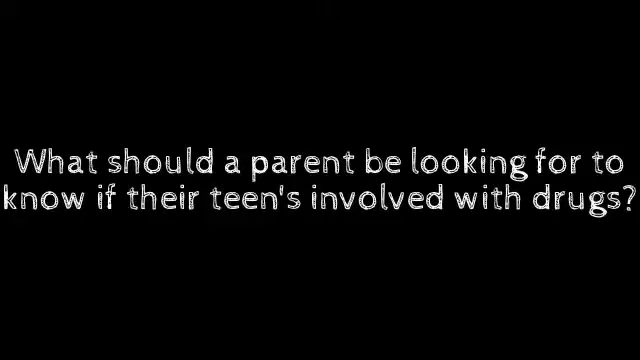 What should a parent be looking for to
know if their teen's involved with drugs?